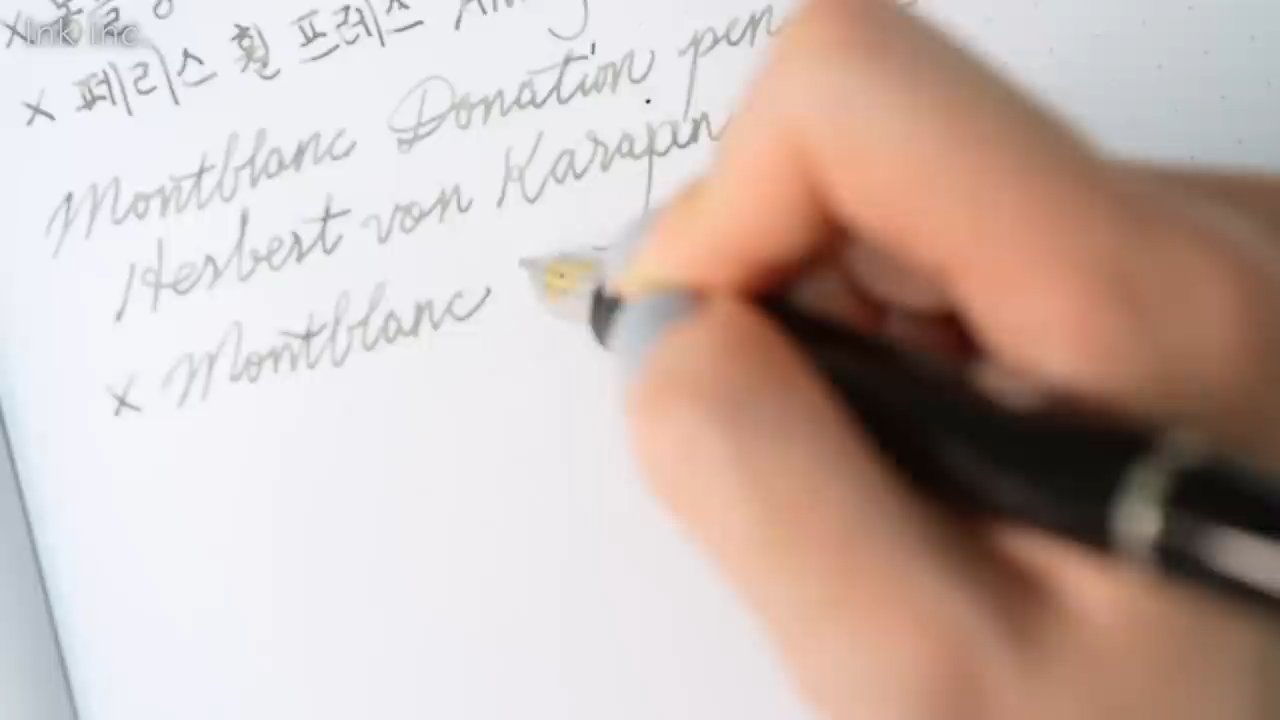 Ink Inc.
x
x 페리스 휠 프레스
Montblanc Donation pen
Herbert von Karajan
x Montblanc